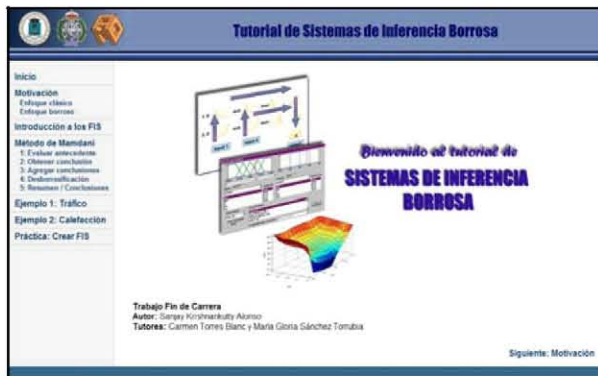 Tutorial de Sistemas de Inferencia Borrosa
Inicio
Motivación
Enfoque clásico
Enfoque borroso
Introducción a los FIS
Método de Mamdani
1: Evaluar antecedente
2: Obtener conclusión
3: Agregar conclusiones
4: Desborrosificación
5: Resumen / Conclusiones
Ejemplo 1: Tráfico
Ejemplo 2: Calefacción
Práctica: Crear FIS
Bienvenido al tutorial de
SISTEMAS DE INFERENCIA
BORROSA
Trabajo Fin de Carrera
Autor: Sanjay Krishnankutty Alonso
Tutores: Carmen Torres Blanc y María Gloria Sánchez Torrubia
Siguiente: Motivación